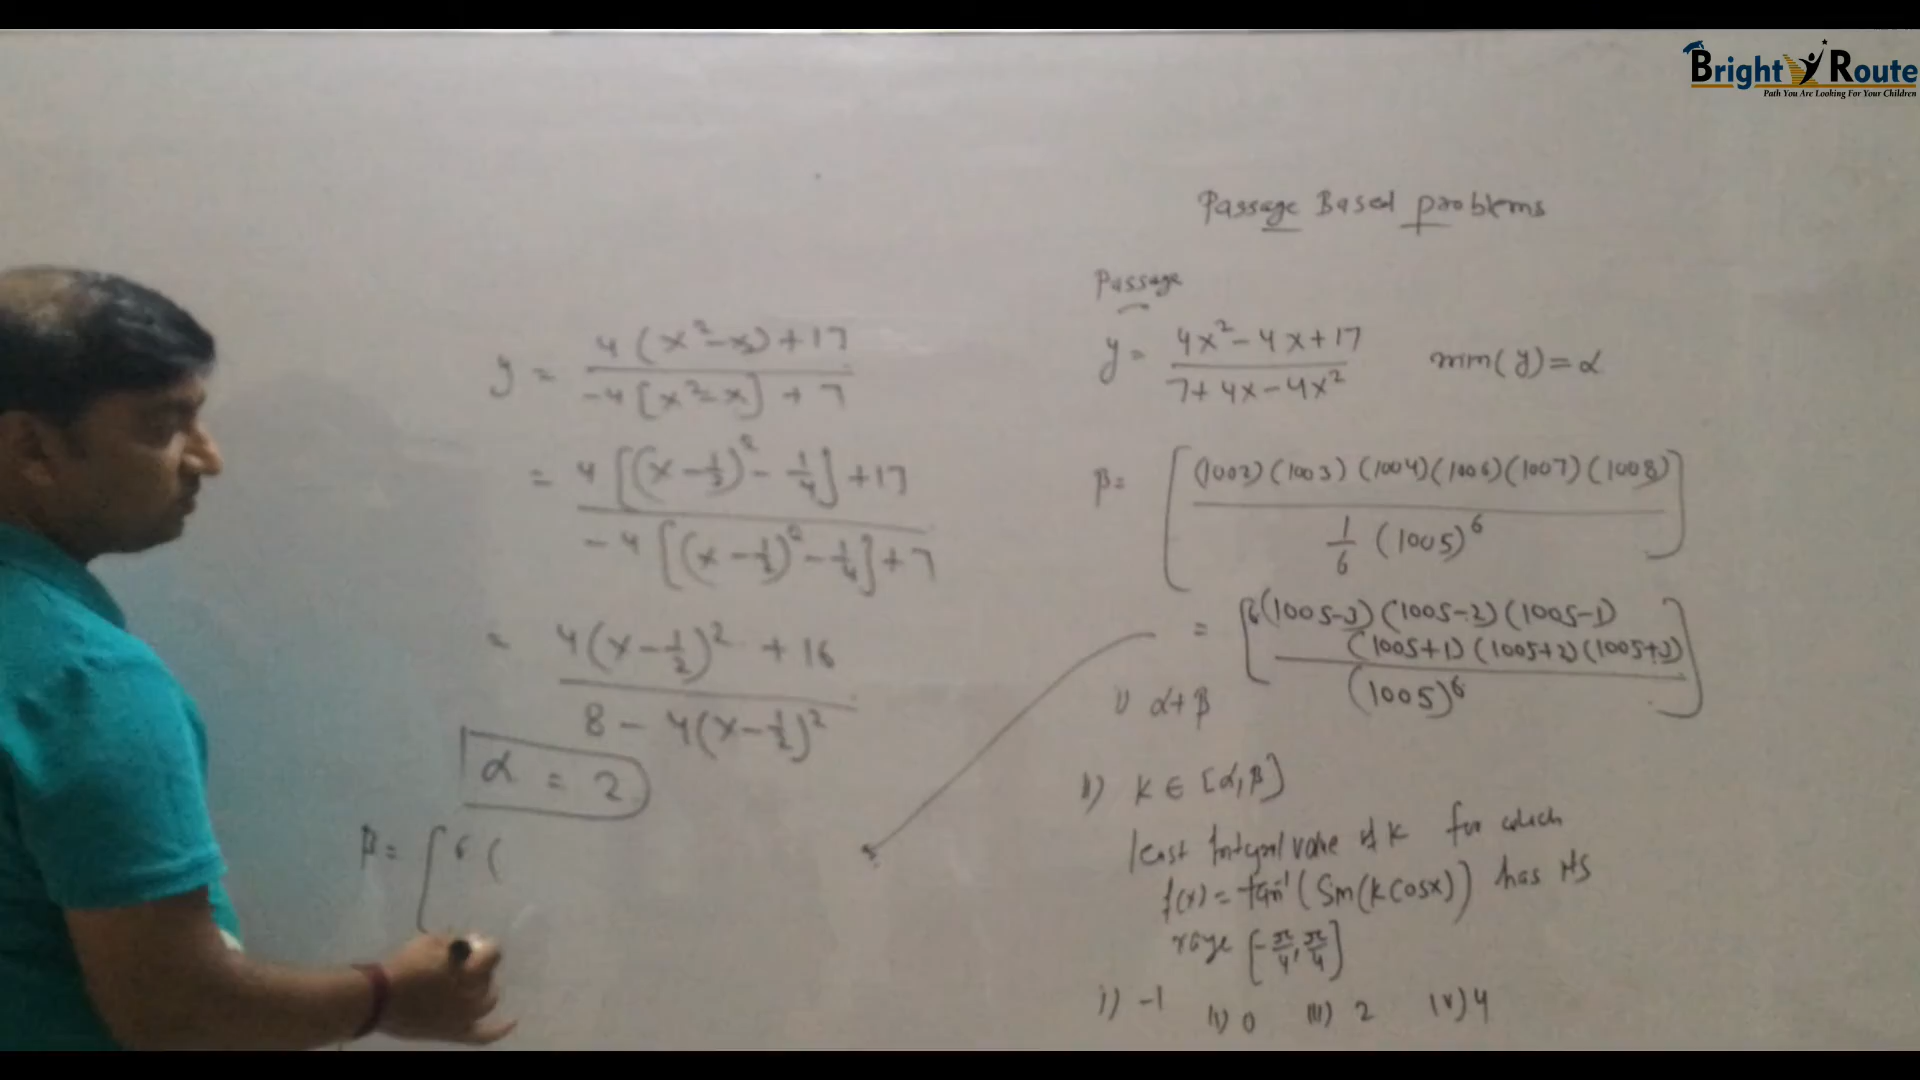 Bright Route
Path You Are Looking For Your Children
Passage Based problems
Passage
y = (4x² - 4x + 17) / (7 + 4x - 4x²)   min(y) = α
β = [ (1002)(1003)(1004)(1006)(1007)(1008) / (1/6 (1005)⁶) ]
= [ 6(1005-3)(1005-2)(1005-1)
(1005+1)(1005+2)(1005+3)
/ (1005)⁶ ]
1) α+β
k ∈ [α, β]
least Integral value of k for which
f(x) = tan⁻¹(Sin(k cosx)) has its
range [-π/4, π/4]
i) -1   ii) 0   iii) 2   iv) 4
y = (4(x²-x)+17) / (-4[x²-x]+7)
= (4[(x-1/2)² - 1/4]+17) / (-4[(x-1/2)² - 1/4]+7)
= (4(x-1/2)² + 16) / (8 - 4(x-1/2)²)
α = 2
β = [ 6 (